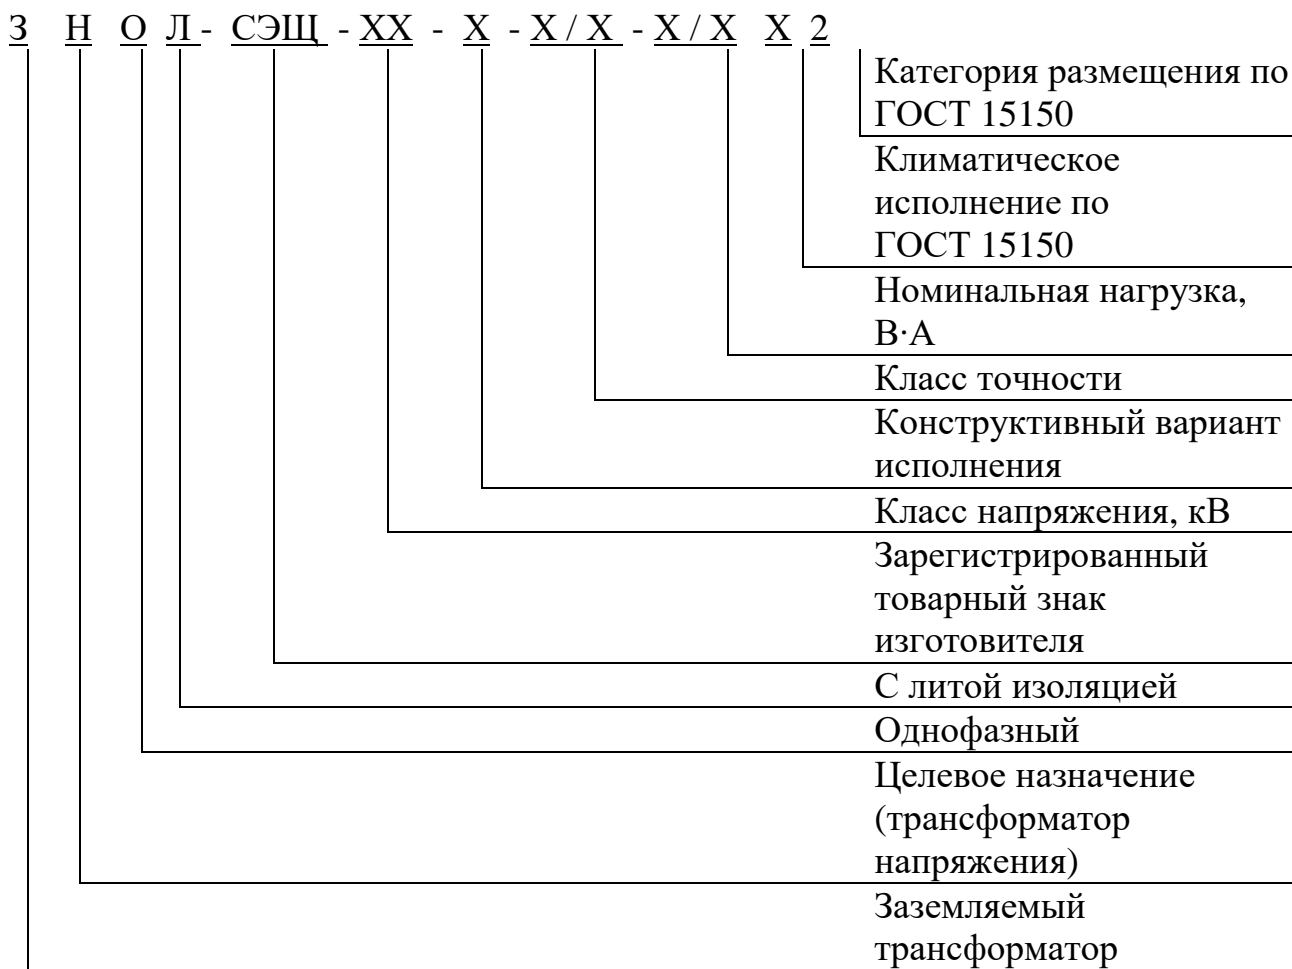 З Н О Л - СЭЩ - ХХ - Х - Х / Х - Х / Х Х 2
Категория размещения по
ГОСТ 15150
Климатическое
исполнение по
ГОСТ 15150
Номинальная нагрузка,
В·А
Класс точности
Конструктивный вариант
исполнения
Класс напряжения, кВ
Зарегистрированный
товарный знак
изготовителя
С литой изоляцией
Однофазный
Целевое назначение
(трансформатор
напряжения)
Заземляемый
трансформатор